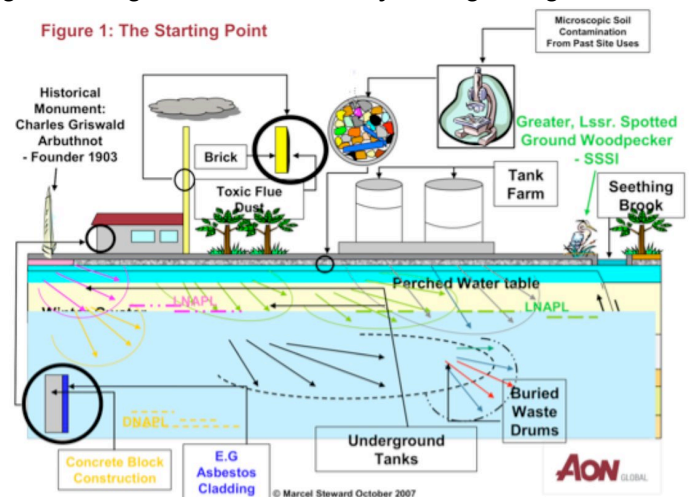 Figure 1: The Starting Point
Microscopic Soil
Contamination
From Past Site Uses
Historical
Monument:
Charles Griswald
Arbuthnot
- Founder 1903
Brick
Toxic Flue
Dust
Greater, Lssr. Spotted
Ground Woodpecker
- SSSI
Tank
Farm
Seething
Brook
Perched Water table
LNAPL
LNAPL
DNAPL
Buried
Waste
Drums
Underground
Tanks
Concrete Block
Construction
E.G
Asbestos
Cladding
AON GLOBAL
© Marcel Steward October 2007